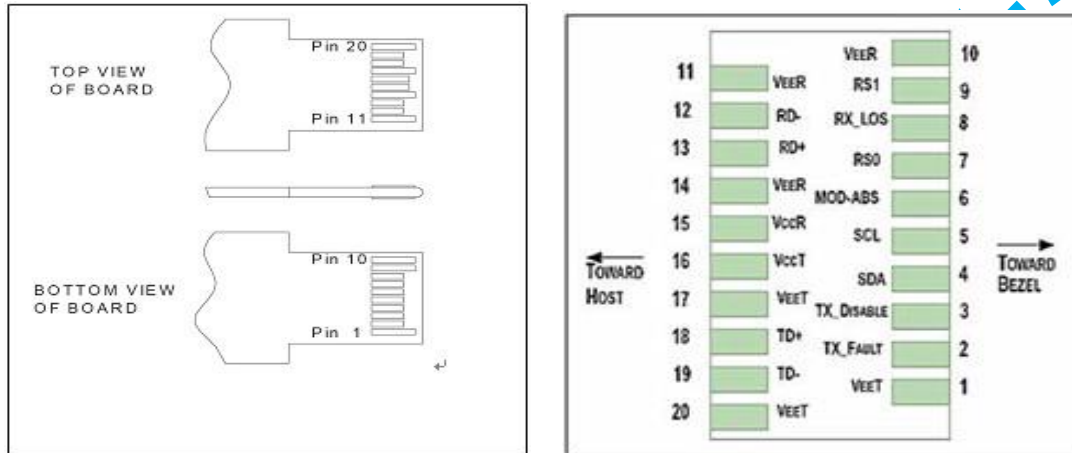 TOP VIEW
OF BOARD
Pin 20
Pin 11
BOTTOM VIEW
OF BOARD
Pin 10
Pin 1
11 VEER
12 RD-
13 RD+
14 VEER
15 VCCR
16 VCCT
17 VEET
18 TD+
19 TD-
20 VEET
VEER 10
RS1 9
RX_LOS 8
RS0 7
MOD-ABS 6
SCL 5
SDA 4
TX_DISABLE 3
TX_FAULT 2
VEET 1
TOWARD
HOST
TOWARD
BEZEL